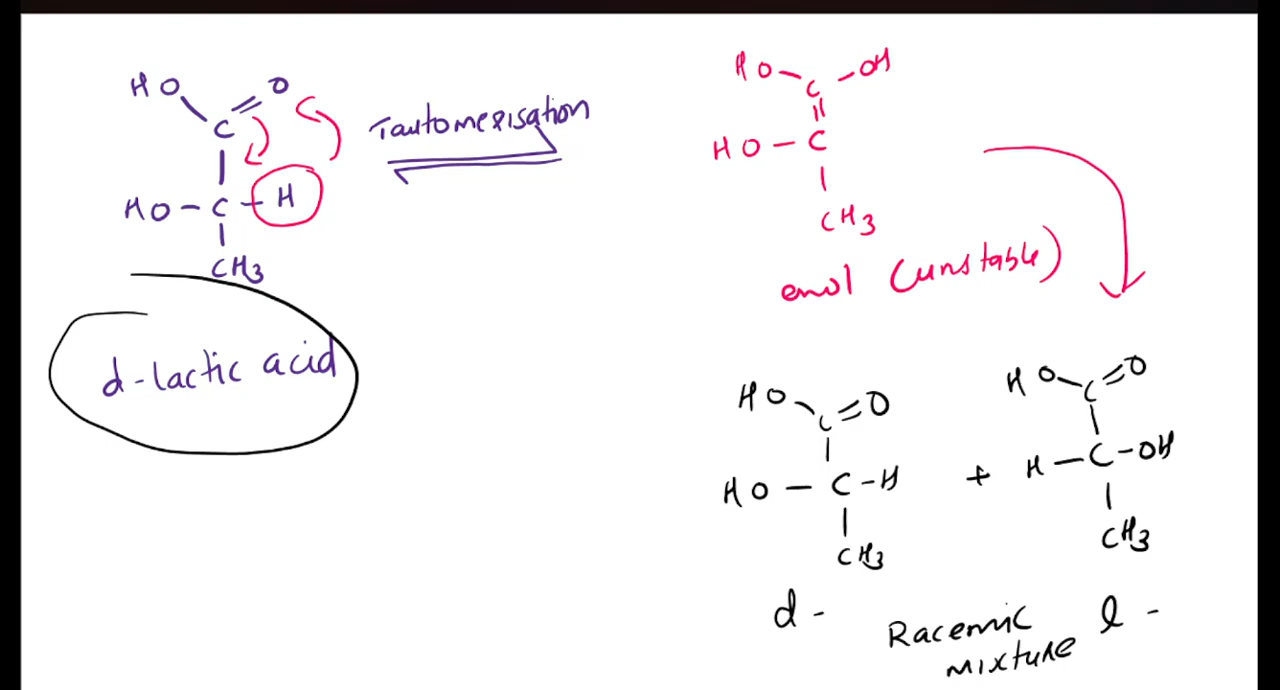 HO
O
C
HO - C - H
CH3
d-lactic acid
Tautomerisation
HO - C - OH
HO - C
CH3
enol (unstable)
HO - C = O
HO - C - H
CH3
d -
+
HO - C = O
H - C - OH
CH3
l -
Racemic
mixture